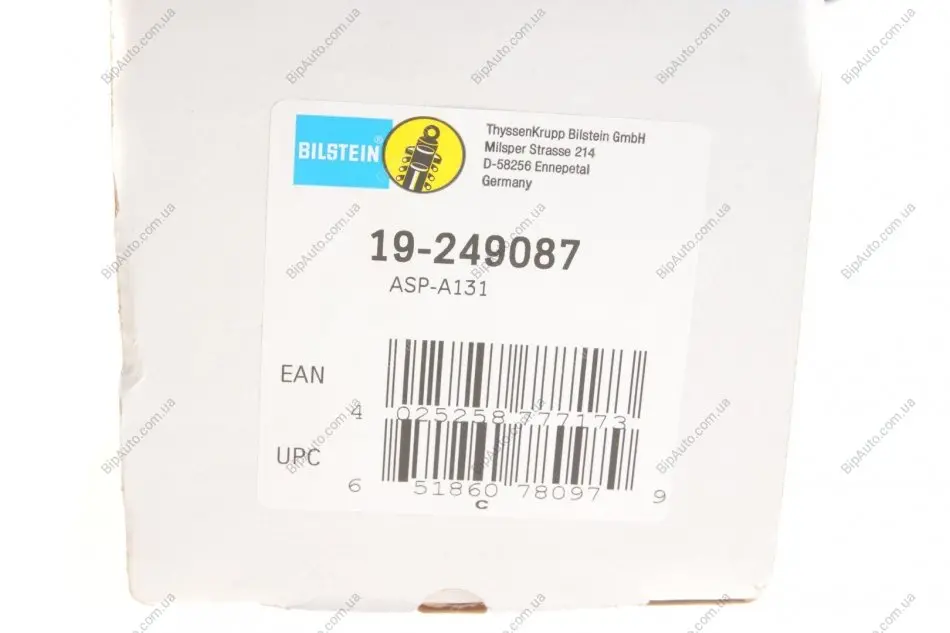 BILSTEIN®
ThyssenKrupp Bilstein GmbH
Milsper Strasse 214
D-58256 Ennepetal
Germany
19-249087
ASP-A131
EAN
4 025258 777173
UPC
6 51860 78097 9
C
BipAuto.com.ua